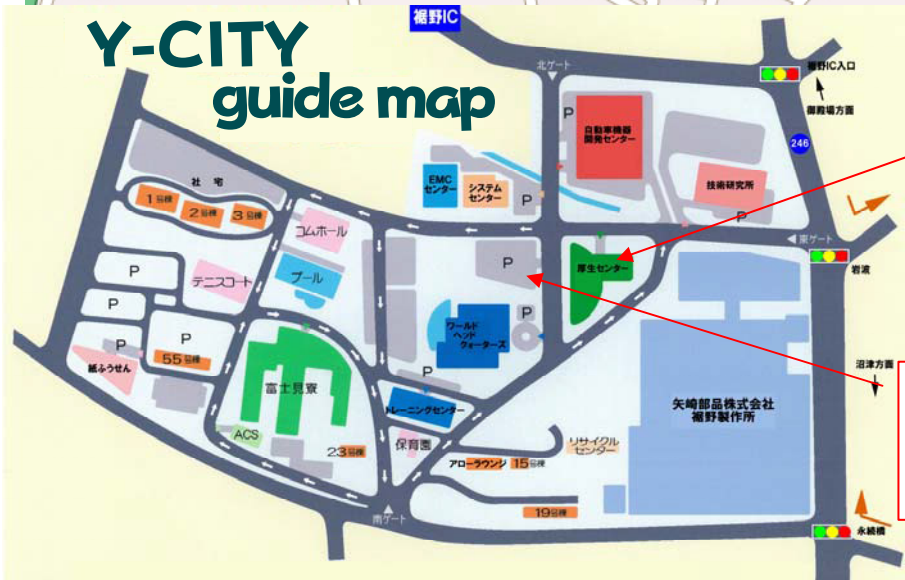 裾野IC
Y-CITY
guide map
北ゲート
裾野IC入口
御殿場方面
246
P
自動車機器
開発センター
技術研究所
P
EMC
センター
システム
センター
P
社 宅
1号棟
2号棟
3号棟
コムホール
プール
テニスコート
P
P
P
P
55号棟
紙ふうせん
富士見寮
ACS
23号棟
P
P
厚生センター
東ゲート
岩波
ワールド
ヘッド
クォーターズ
P
トレーニングセンター
保育園
アローラウンジ
15号棟
リサイクル
センター
19号棟
矢崎部品株式会社
裾野製作所
沼津方面
南ゲート
永続橋